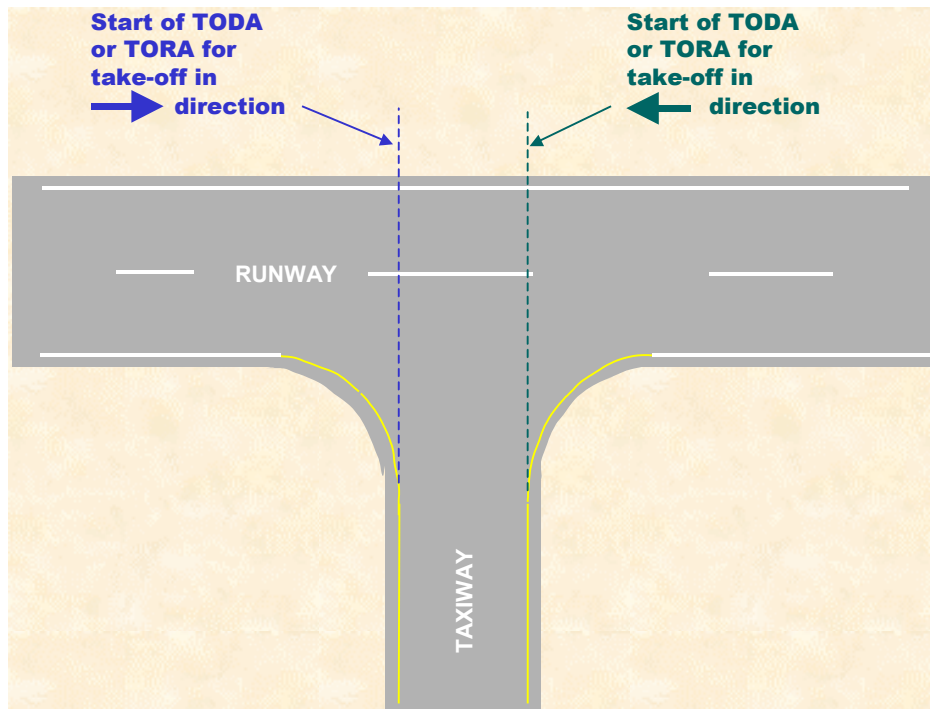 Start of TODA
or TORA for
take-off in
direction
Start of TODA
or TORA for
take-off in
direction
RUNWAY
TAXIWAY